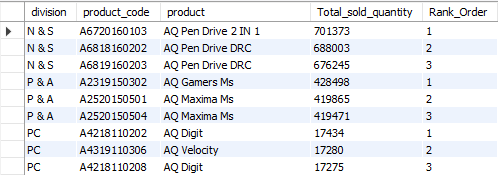 division product_code product Total_sold_quantity Rank_Order
N & S A6720160103 AQ Pen Drive 2 IN 1 701373 1
N & S A6818160202 AQ Pen Drive DRC 688003 2
N & S A6819160203 AQ Pen Drive DRC 676245 3
P & A A2319150302 AQ Gamers Ms 428498 1
P & A A2520150501 AQ Maxima Ms 419865 2
P & A A2520150504 AQ Maxima Ms 419471 3
PC A4218110202 AQ Digit 17434 1
PC A4319110306 AQ Velocity 17280 2
PC A4218110208 AQ Digit 17275 3